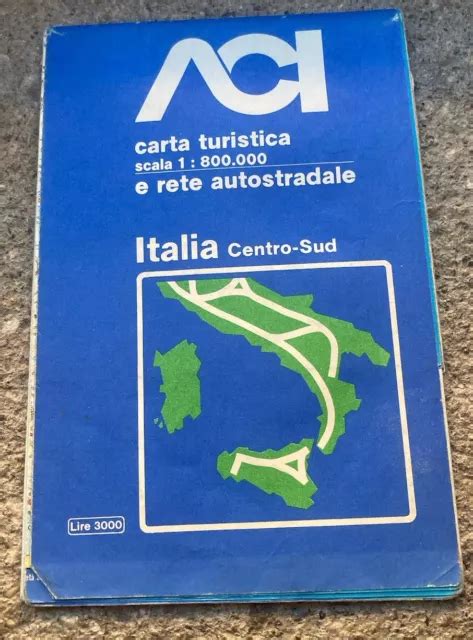 ACI
carta turistica
scala 1 : 800.000
e rete autostradale
Italia Centro-Sud
Lire 3000